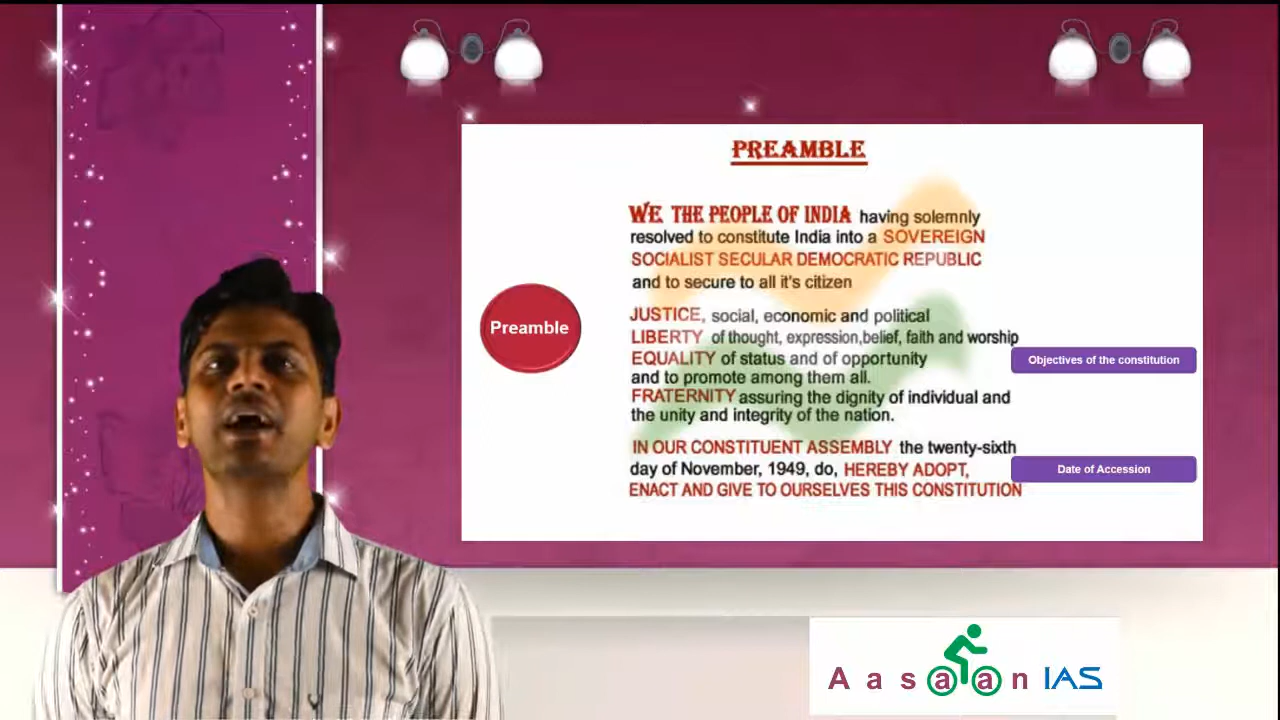 PREAMBLE
WE THE PEOPLE OF INDIA having solemnly
resolved to constitute India into a SOVEREIGN
SOCIALIST SECULAR DEMOCRATIC REPUBLIC
and to secure to all it's citizen
JUSTICE, social, economic and political
LIBERTY of thought, expression,belief, faith and worship
EQUALITY of status and of opportunity
and to promote among them all.
FRATERNITY assuring the dignity of individual and
the unity and integrity of the nation.
IN OUR CONSTITUENT ASSEMBLY the twenty-sixth
day of November, 1949, do, HEREBY ADOPT,
ENACT AND GIVE TO OURSELVES THIS CONSTITUTION
Preamble
Objectives of the constitution
Date of Accession
Aasaan IAS